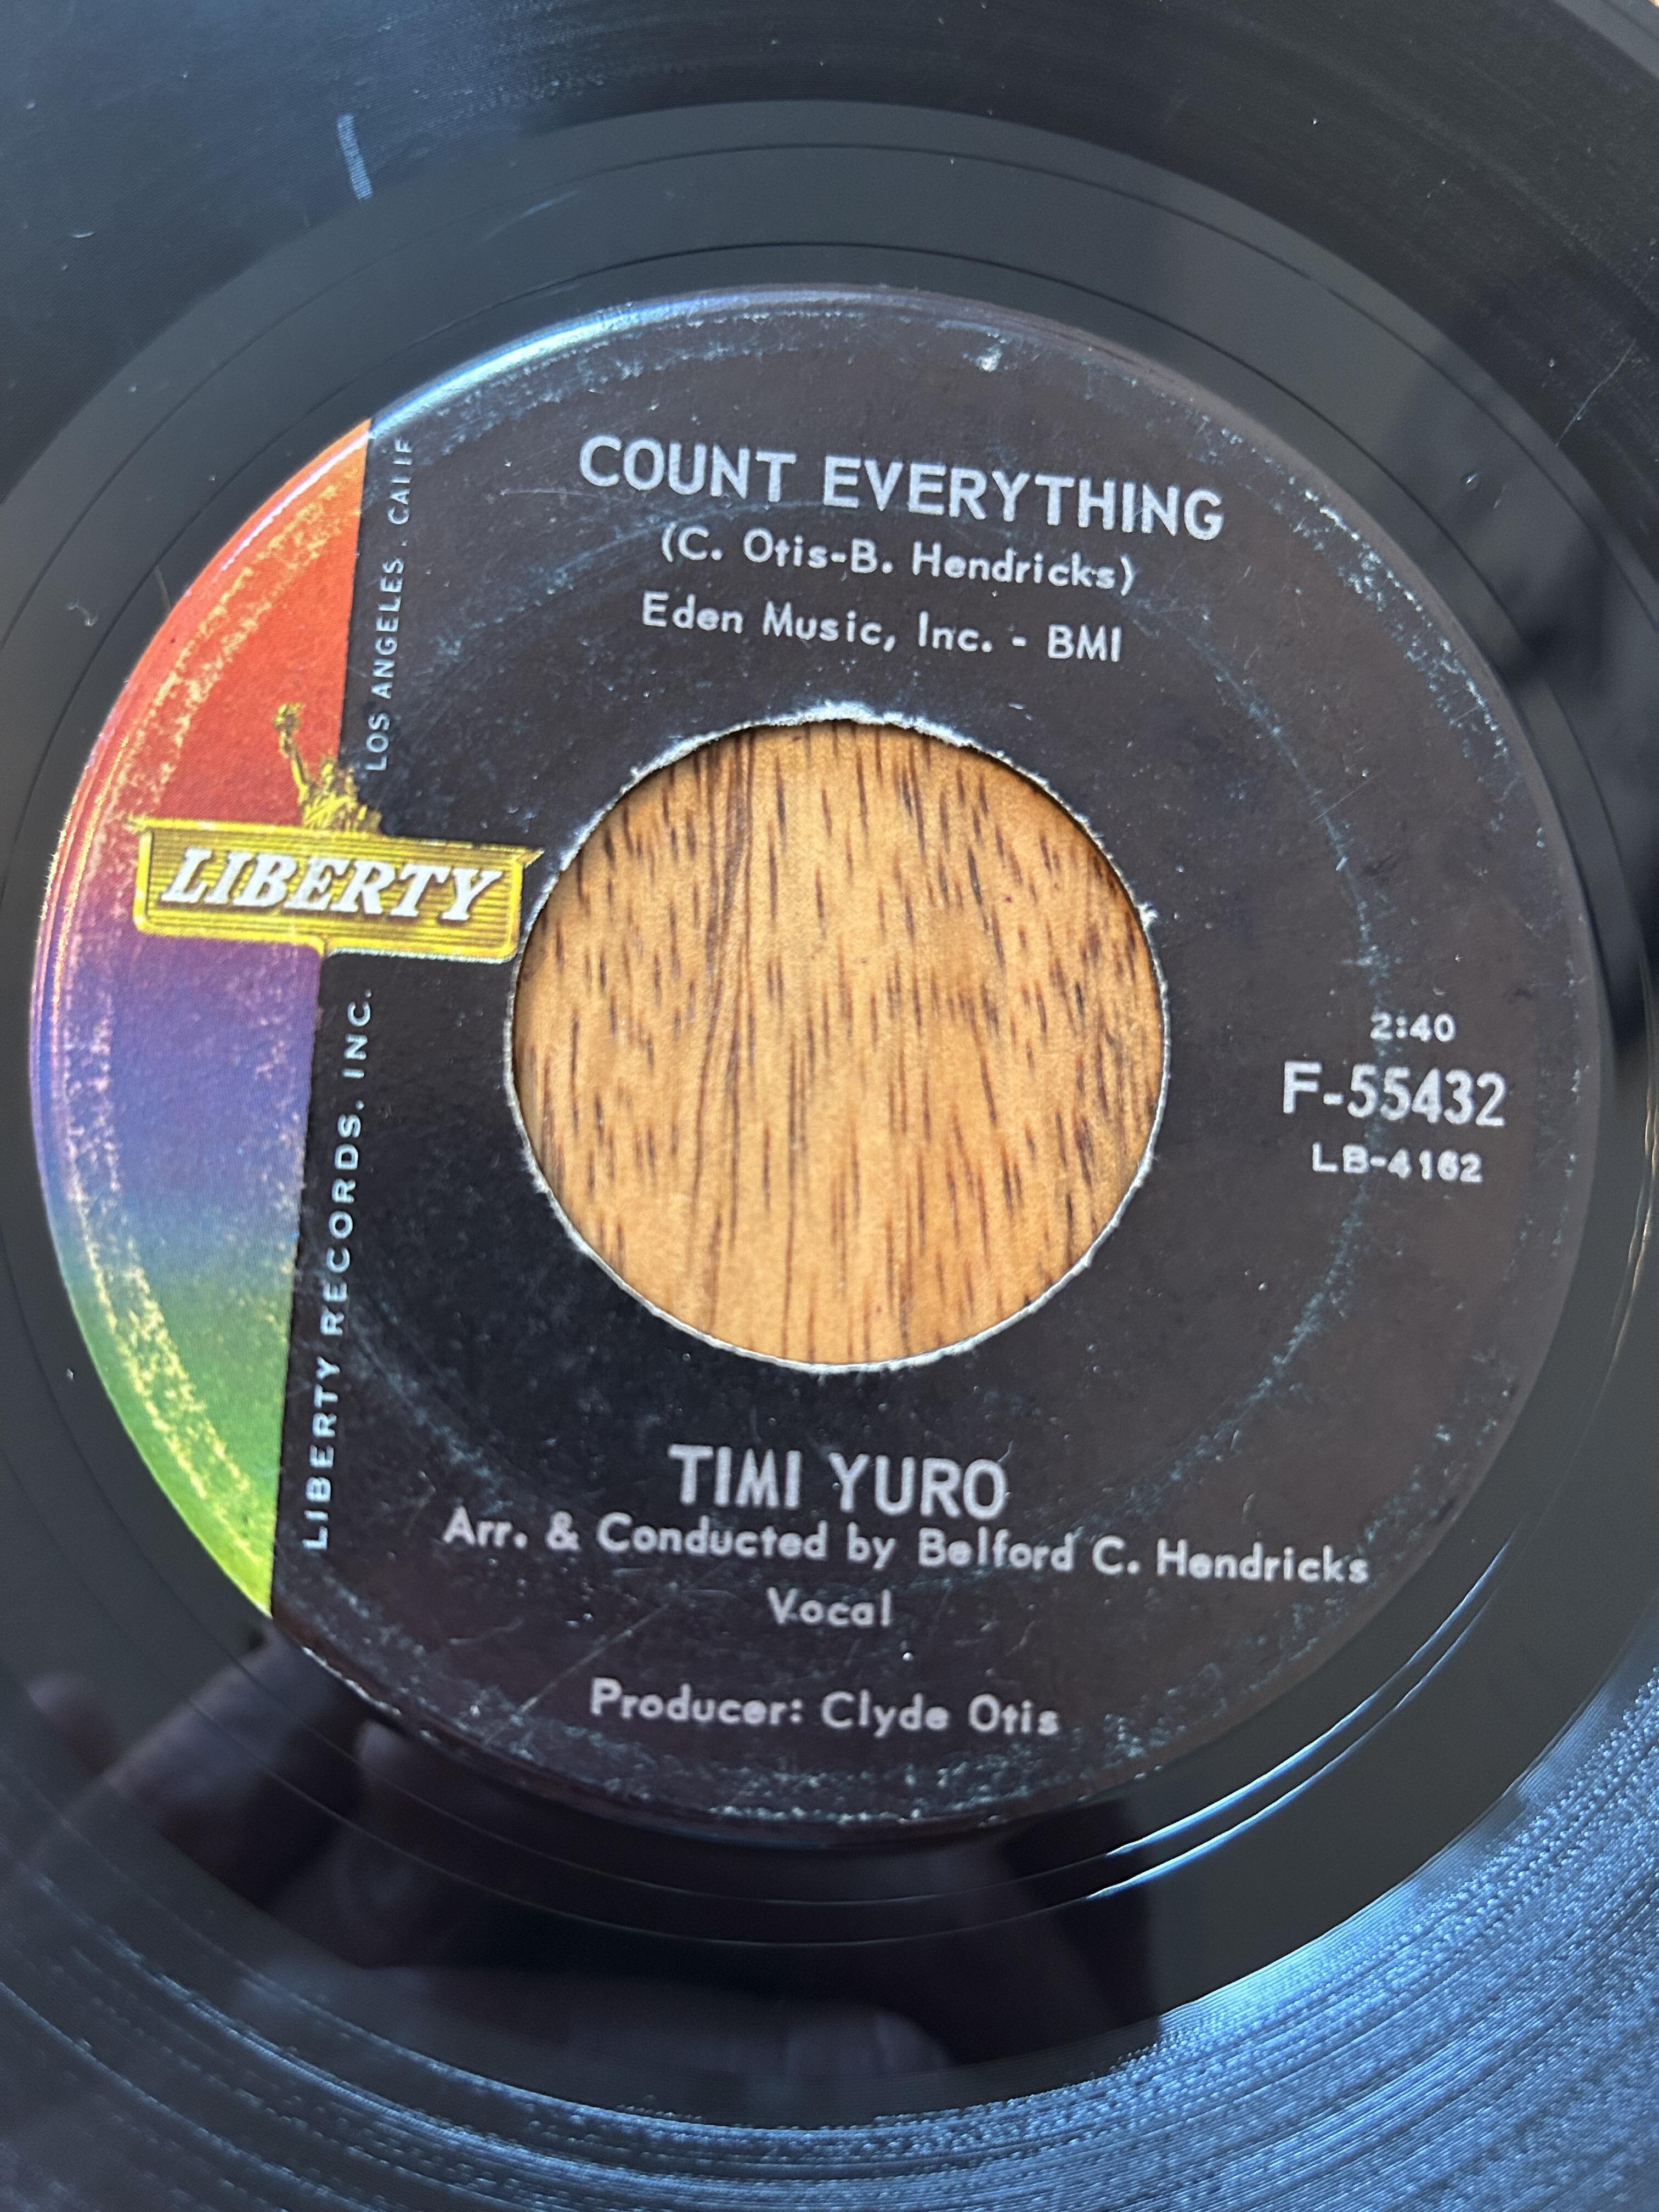 COUNT EVERYTHING
(C. Otis-B. Hendricks)
Eden Music, Inc. - BMI
LIBERTY
LIBERTY RECORDS, INC.
LOS ANGELES . CALIF
2:40
F-55432
LB-4162
TIMI YURO
Arr. & Conducted by Belford C. Hendricks
Vocal
Producer: Clyde Otis